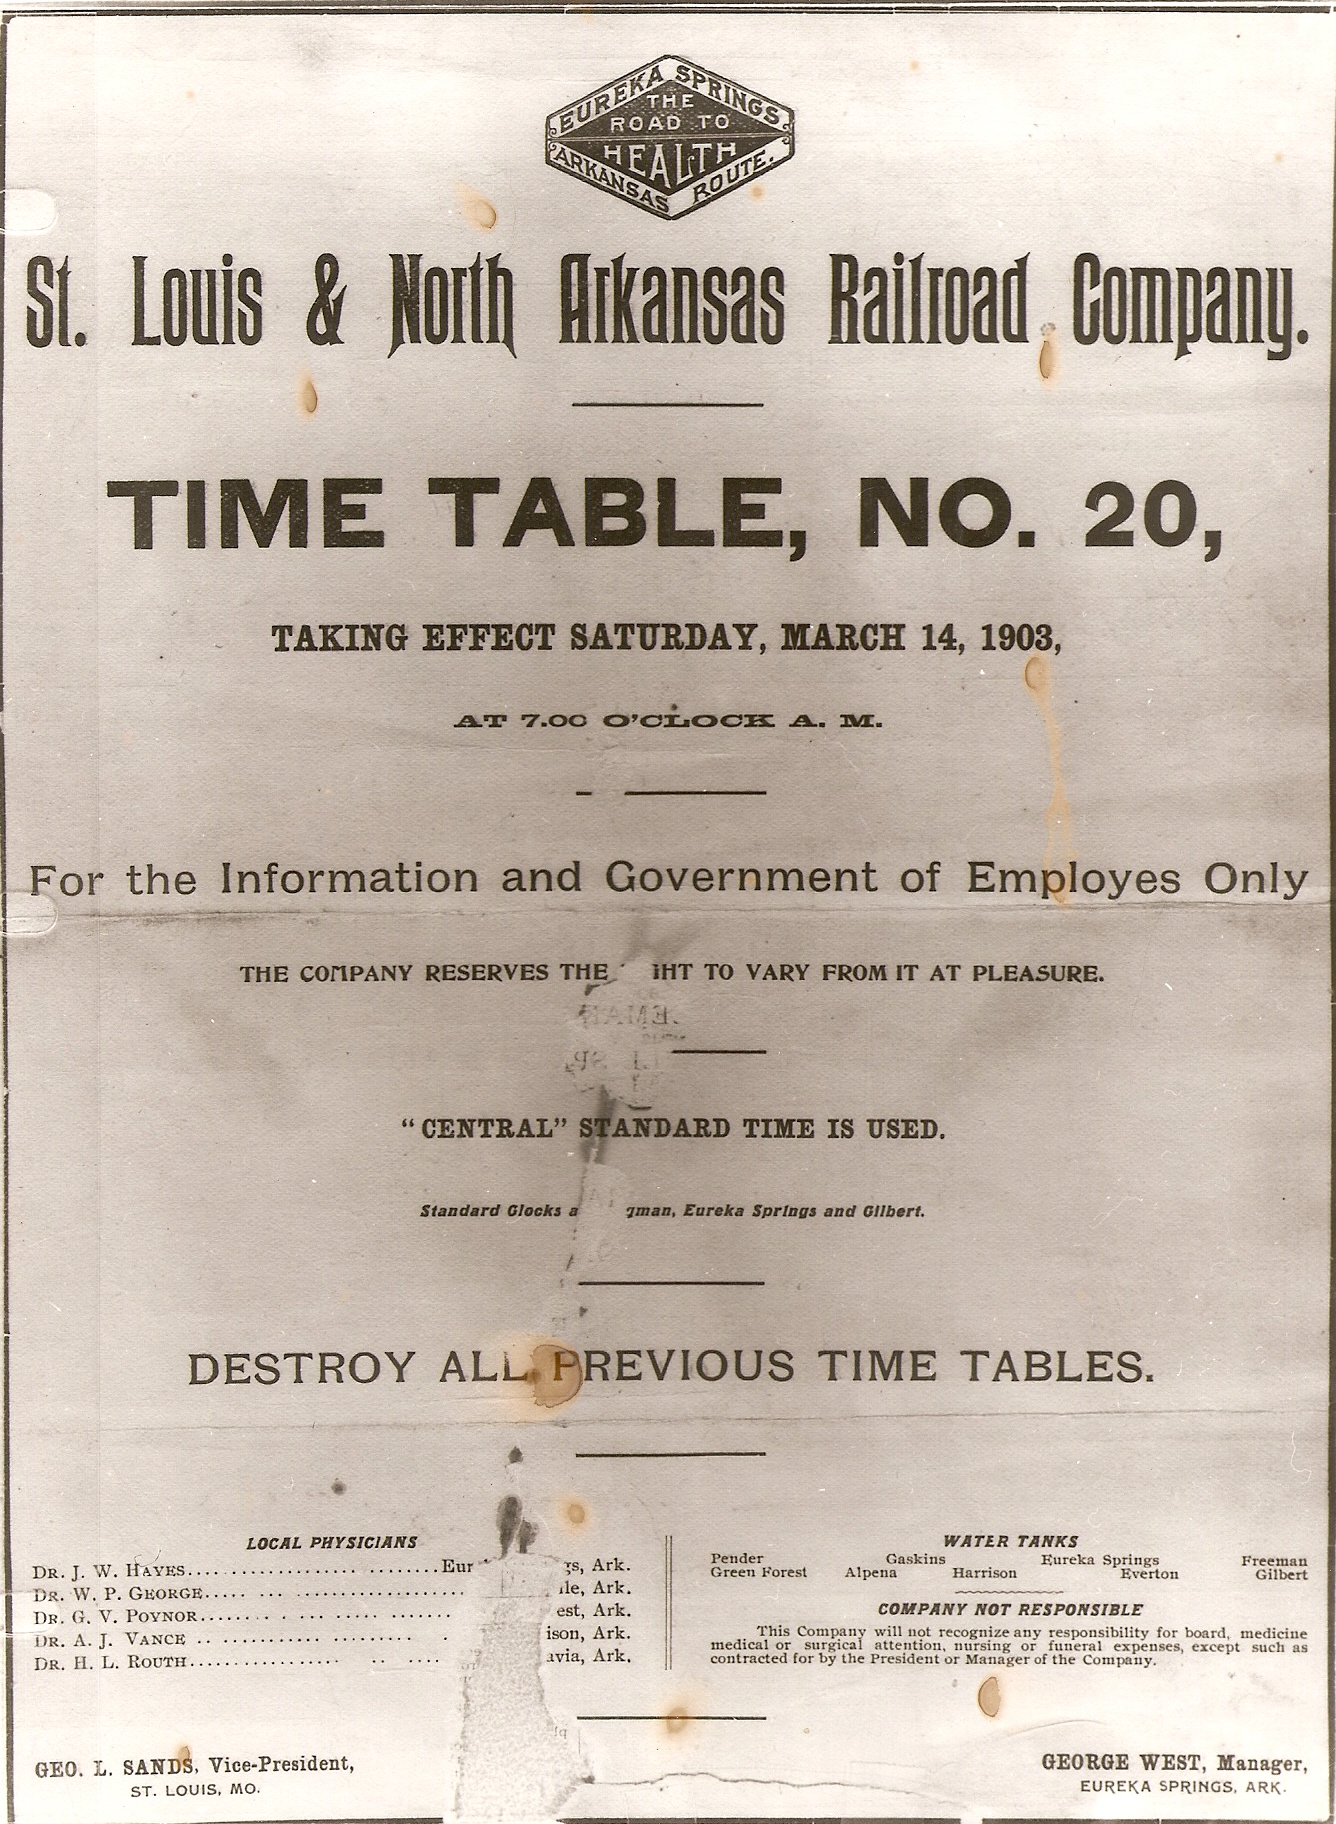 EUREKA SPRINGS,
THE
ROAD TO
HEALTH
ARKANSAS ROUTE.
St. Louis & North Arkansas Railroad Company.
TIME TABLE, NO. 20,
TAKING EFFECT SATURDAY, MARCH 14, 1903,
AT 7.00 O'CLOCK A. M.
For the Information and Government of Employes Only
THE COMPANY RESERVES THE TO VARY FROM IT AT PLEASURE.
"CENTRAL" STANDARD TIME IS USED.
Standard Clocks Eureka Springs and Gilbert.
DESTROY ALL PREVIOUS TIME TABLES.
LOCAL PHYSICIANS
DR. J. W. HAYES Ark.
DR. W. P. GEORGE Ark.
DR. G. V. POYNOR Ark.
DR. A. J. VANCE Ark.
DR. H. L. ROUTH Ark.
WATER TANKS
Pender Gaskins Eureka Springs Freeman
Green Forest Alpena Harrison Everton Gilbert
COMPANY NOT RESPONSIBLE
This Company will not recognize any responsibility for board, medicine
medical or surgical attention, nursing or funeral expenses, except such as
contracted for by the President or Manager of the Company.
GEO. L. SANDS, Vice-President,
ST. LOUIS, MO.
GEORGE WEST, Manager,
EUREKA SPRINGS, ARK.